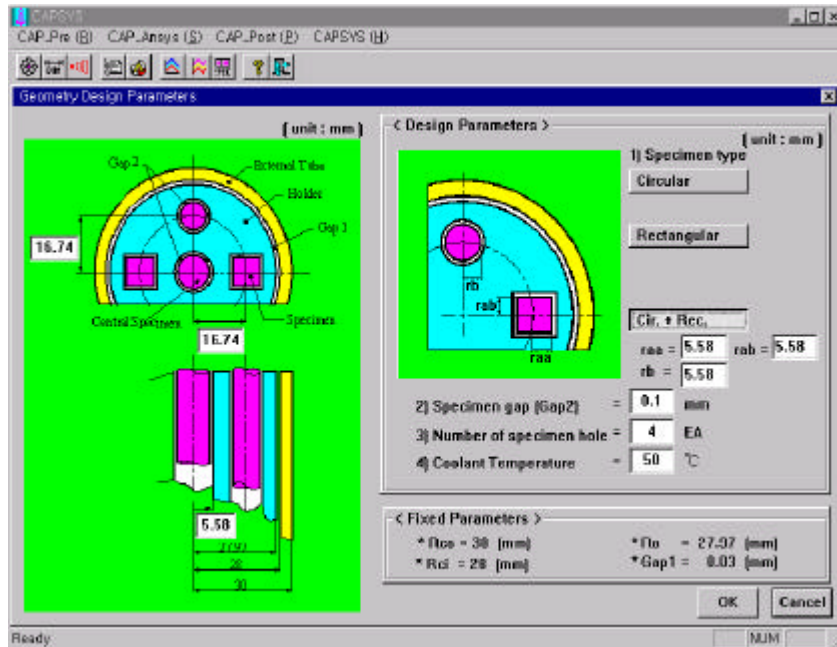 CAPSYS
CAP_Pre (R) CAP_Ansys (S) CAP_Post (P) CAPSYS (H)
Geometry Design Parameters
( unit : mm )
Gap 2
External Tube
Holder
Gap 1
16.74
Central Specimen
Specimen
16.74
5.58
28
30
< Design Parameters >
( unit : mm )
1) Specimen type
Circular
Rectangular
rb
rab
raa
Cir. + Rec.
raa = 5.58 rab = 5.58
rb = 5.58
2) Specimen gap (Gap2) = 0.1 mm
3) Number of specimen hole = 4 EA
4) Coolant Temperature = 50 ℃
< Fixed Parameters >
* Rco = 30 (mm) * Ro = 27.97 (mm)
* Rci = 28 (mm) * Gap1 = 0.03 (mm)
OK Cancel
Ready NUM